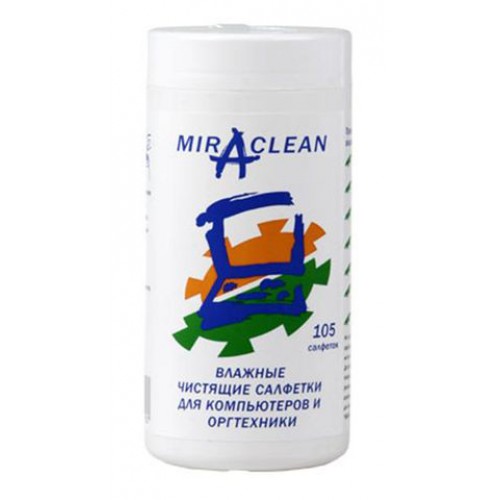 MIRACLEAN
105
салфеток
ВЛАЖНЫЕ
ЧИСТЯЩИЕ САЛФЕТКИ
ДЛЯ КОМПЬЮТЕРОВ И
ОРГТЕХНИКИ